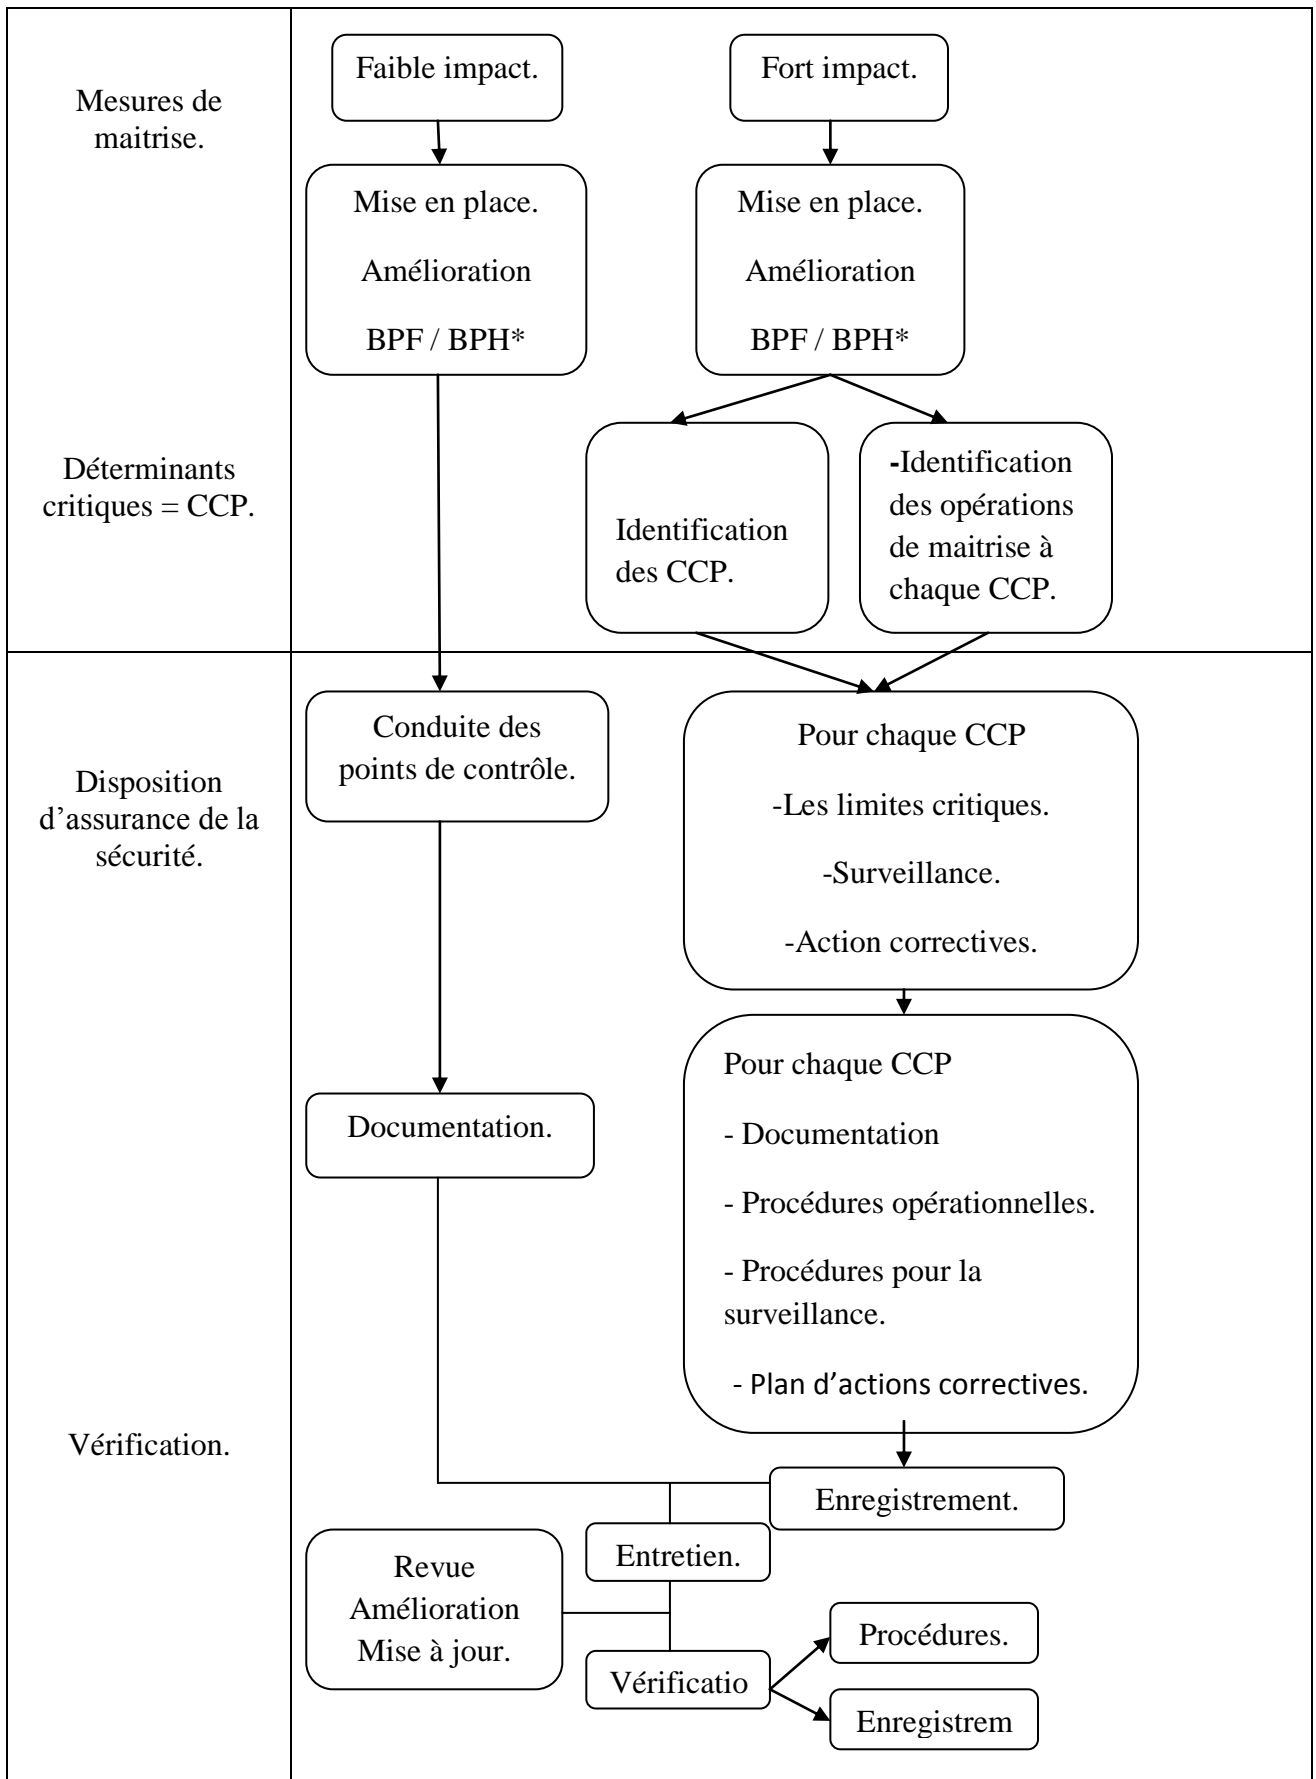 Mesures de
maitrise.
Faible impact.
Fort impact.
Mise en place.
Amélioration
BPF / BPH*
Mise en place.
Amélioration
BPF / BPH*
Déterminants
critiques = CCP.
Identification
des CCP.
-Identification
des opérations
de maitrise à
chaque CCP.
Disposition
d’assurance de la
sécurité.
Conduite des
points de contrôle.
Pour chaque CCP
-Les limites critiques.
-Surveillance.
-Action correctives.
Documentation.
Pour chaque CCP
- Documentation
- Procédures opérationnelles.
- Procédures pour la
surveillance.
- Plan d’actions correctives.
Vérification.
Enregistrement.
Entretien.
Revue
Amélioration
Mise à jour.
Vérificatio
Procédures.
Enregistrem